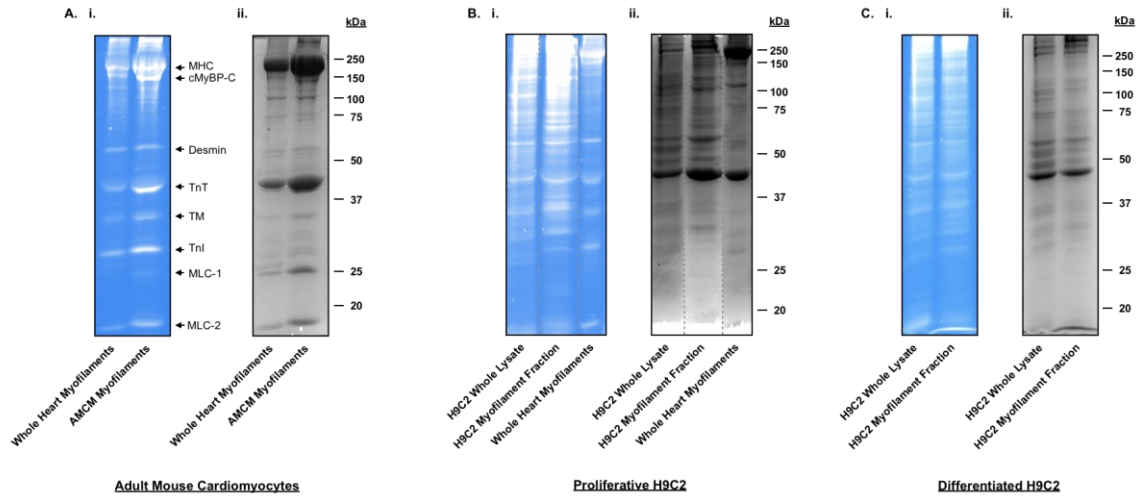 A. i. ii.
kDa
MHC
cMyBP-C
Desmin
TnT
TM
TnI
MLC-1
MLC-2
250
150
100
75
50
37
25
20
Whole Heart Myofilaments
AMCM Myofilaments
Whole Heart Myofilaments
AMCM Myofilaments
Adult Mouse Cardiomyocytes
B. i. ii.
kDa
250
150
100
75
50
37
25
20
H9C2 Whole Lysate
H9C2 Myofilament Fraction
Whole Heart Myofilaments
H9C2 Whole Lysate
H9C2 Myofilament Fraction
Whole Heart Myofilaments
Proliferative H9C2
C. i. ii.
kDa
250
150
100
75
50
37
25
20
H9C2 Whole Lysate
H9C2 Myofilament Fraction
H9C2 Whole Lysate
H9C2 Myofilament Fraction
Differentiated H9C2